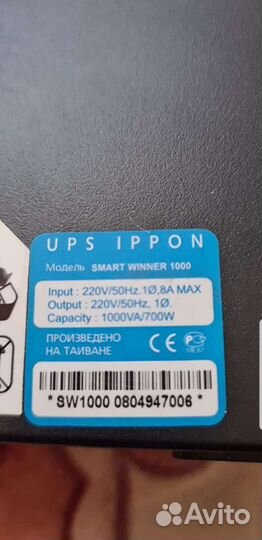 UPS IPPON
Модель SMART WINNER 1000
Input : 220V/50Hz.1Ø,8A MAX
Output : 220V/50Hz, 1Ø.
Capacity : 1000VA/700W
ПРОИЗВЕДЕНО
НА ТАИВАНЕ
CE
* SW1000 0804947006 *
Avito